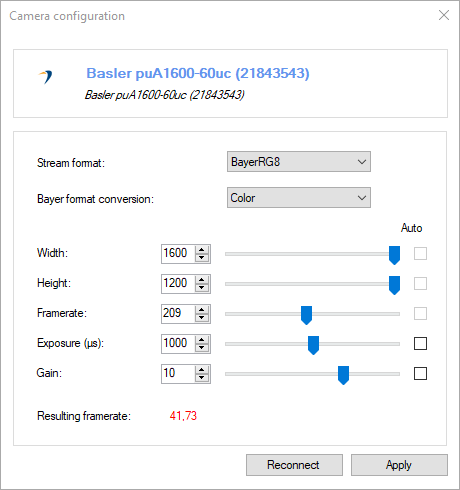 Camera configuration
Basler puA1600-60uc (21843543)
Basler puA1600-60uc (21843543)
Stream format: BayerRG8
Bayer format conversion: Color
Auto
Width: 1600
Height: 1200
Framerate: 209
Exposure (µs): 1000
Gain: 10
Resulting framerate: 41,73
Reconnect Apply